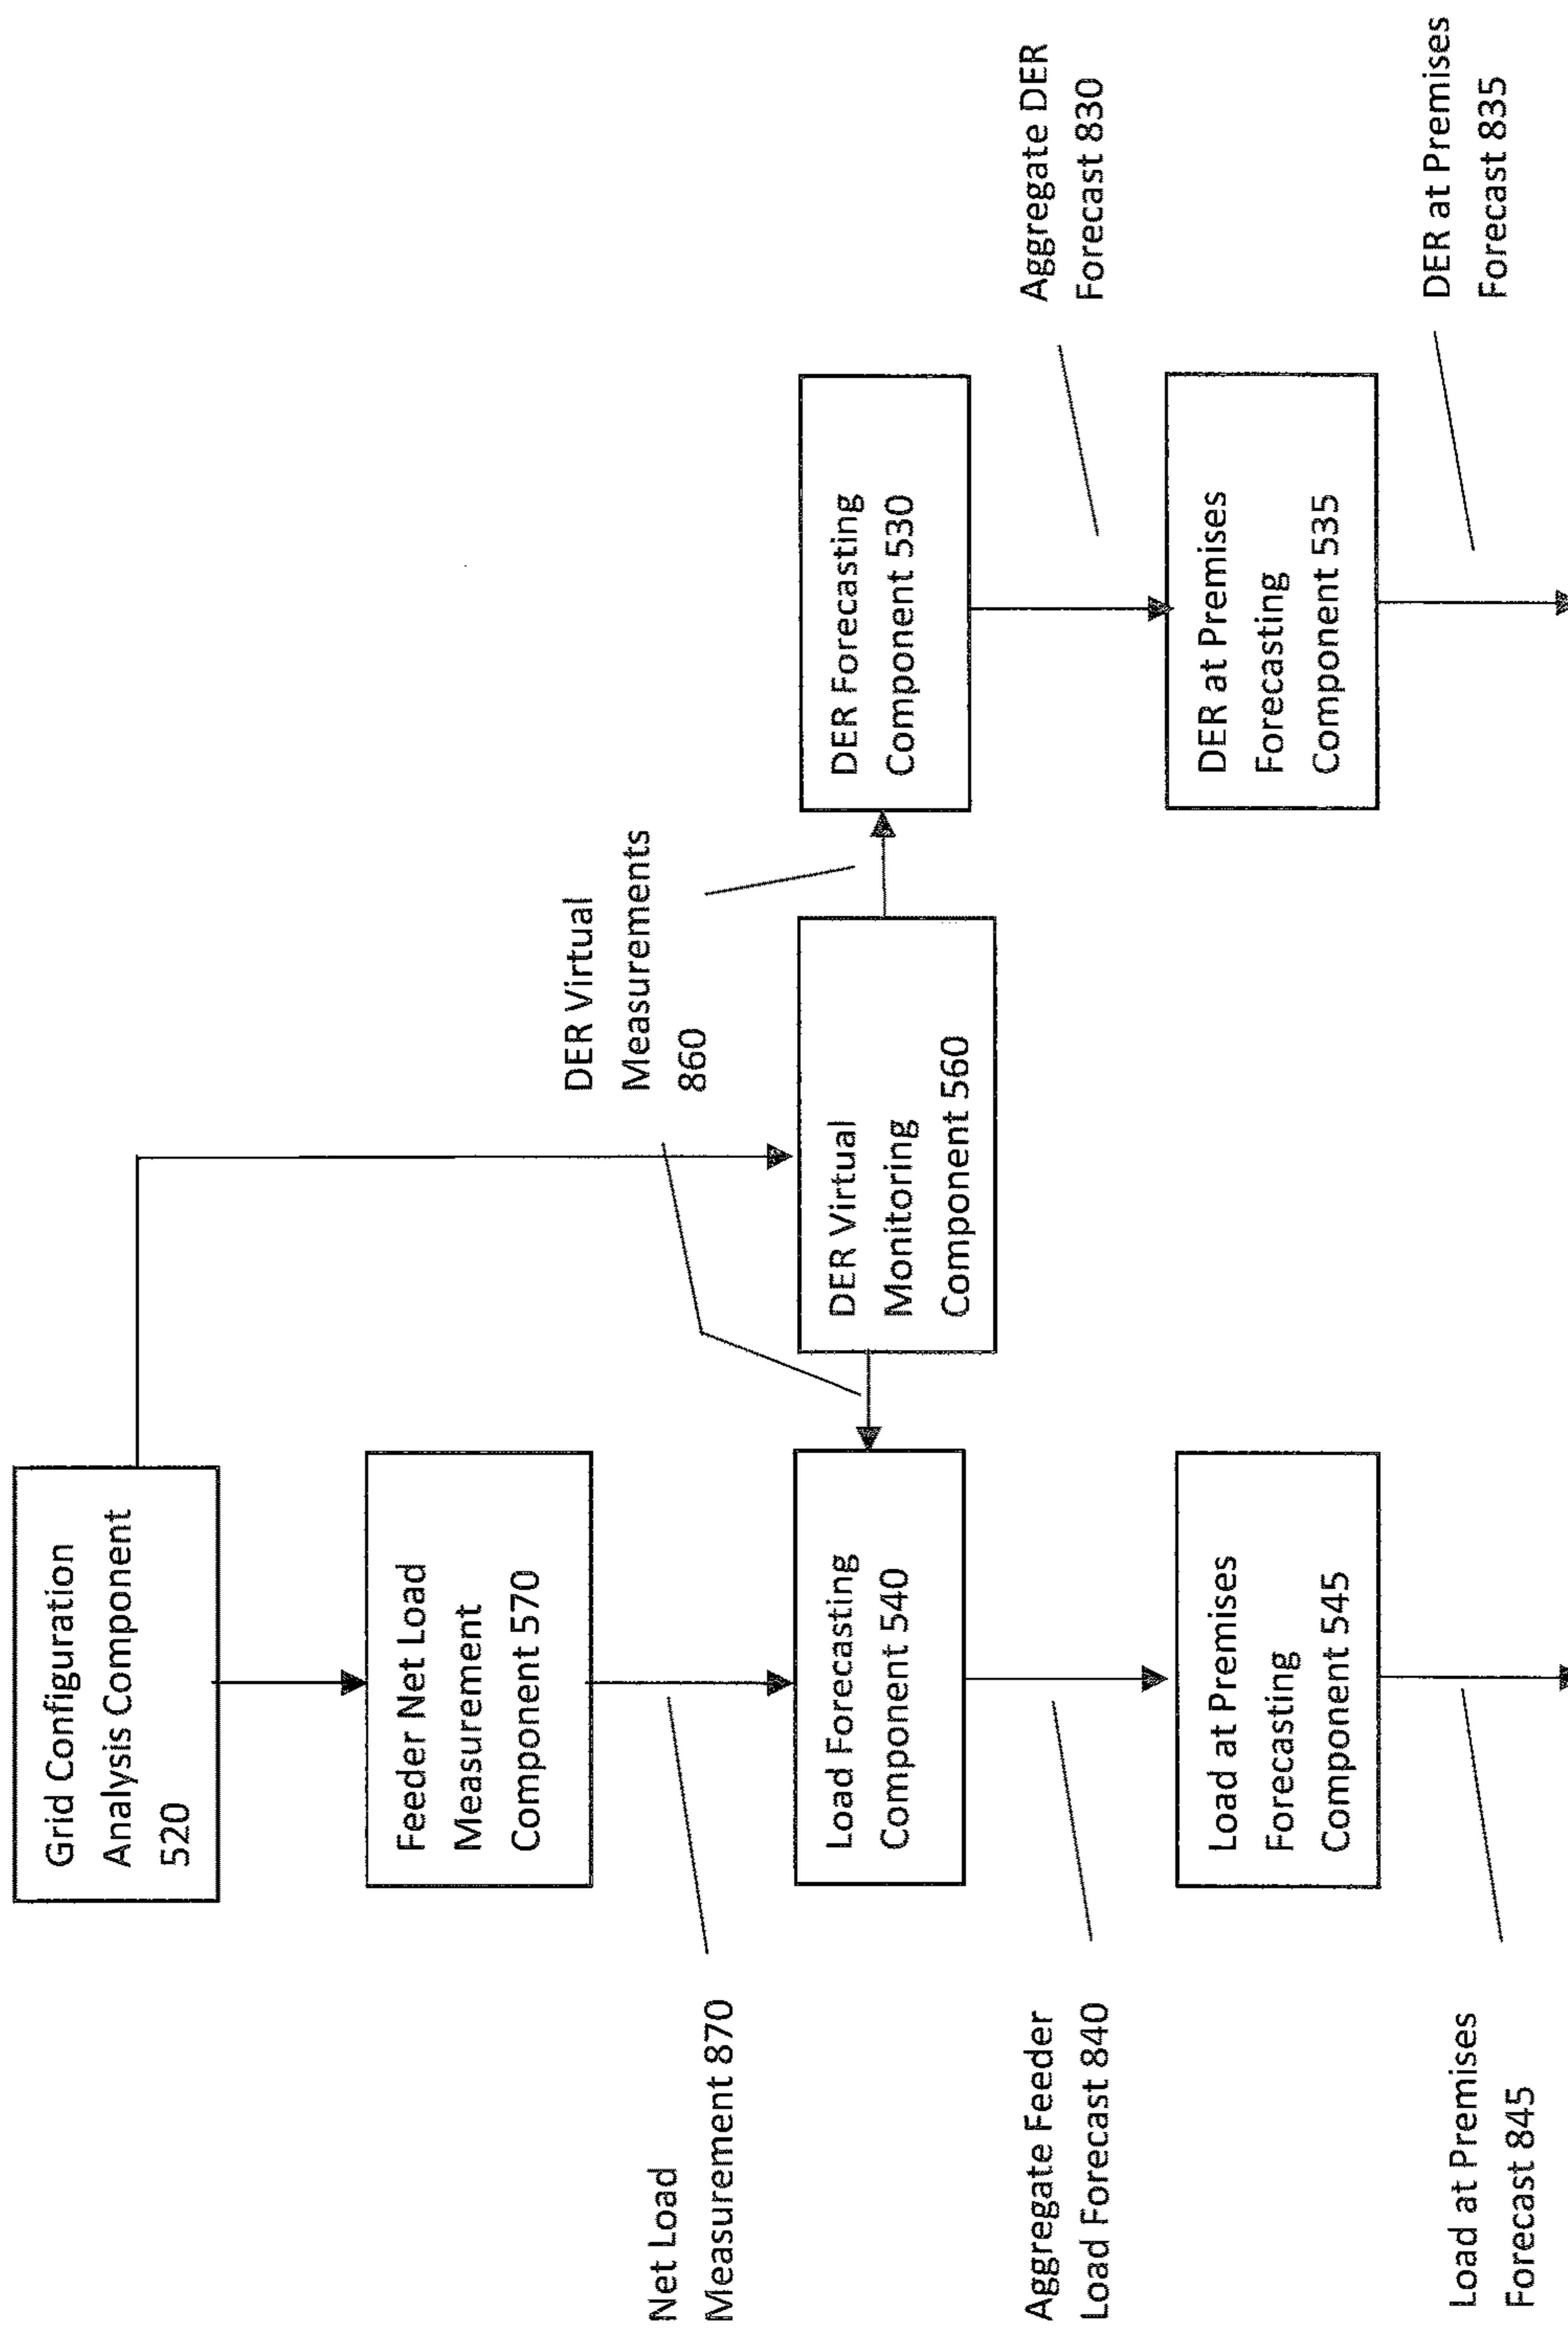 Grid Configuration
Analysis Component
520
Feeder Net Load
Measurement
Component 570
Net Load
Measurement 870
DER Virtual
Measurements
860
Load Forecasting
Component 540
DER Virtual
Monitoring
Component 560
DER Forecasting
Component 530
Aggregate Feeder
Load Forecast 840
Aggregate DER
Forecast 830
Load at Premises
Forecasting
Component 545
DER at Premises
Forecasting
Component 535
Load at Premises
Forecast 845
DER at Premises
Forecast 835